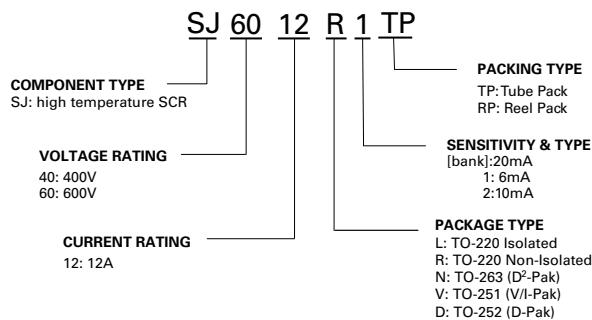 SJ 60 12 R 1 TP
COMPONENT TYPE
SJ: high temperature SCR
VOLTAGE RATING
40: 400V
60: 600V
CURRENT RATING
12: 12A
PACKING TYPE
TP: Tube Pack
RP: Reel Pack
SENSITIVITY & TYPE
[bank]:20mA
1: 6mA
2:10mA
PACKAGE TYPE
L: TO-220 Isolated
R: TO-220 Non-Isolated
N: TO-263 (D²-Pak)
V: TO-251 (V/I-Pak)
D: TO-252 (D-Pak)